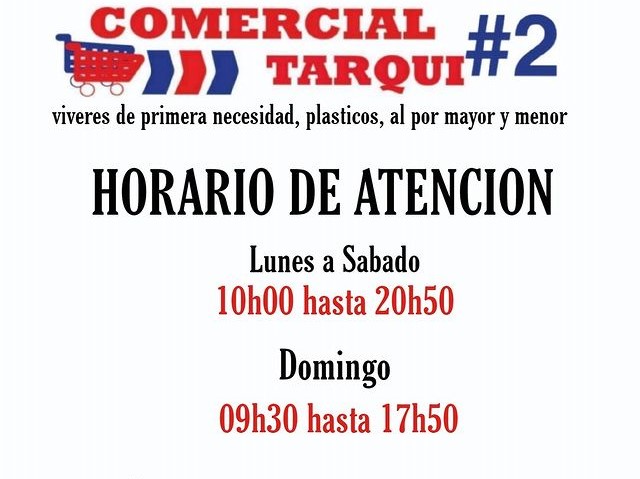 COMERCIAL
TARQUI #2
viveres de primera necesidad, plasticos, al por mayor y menor
HORARIO DE ATENCION
Lunes a Sabado
10h00 hasta 20h50
Domingo
09h30 hasta 17h50